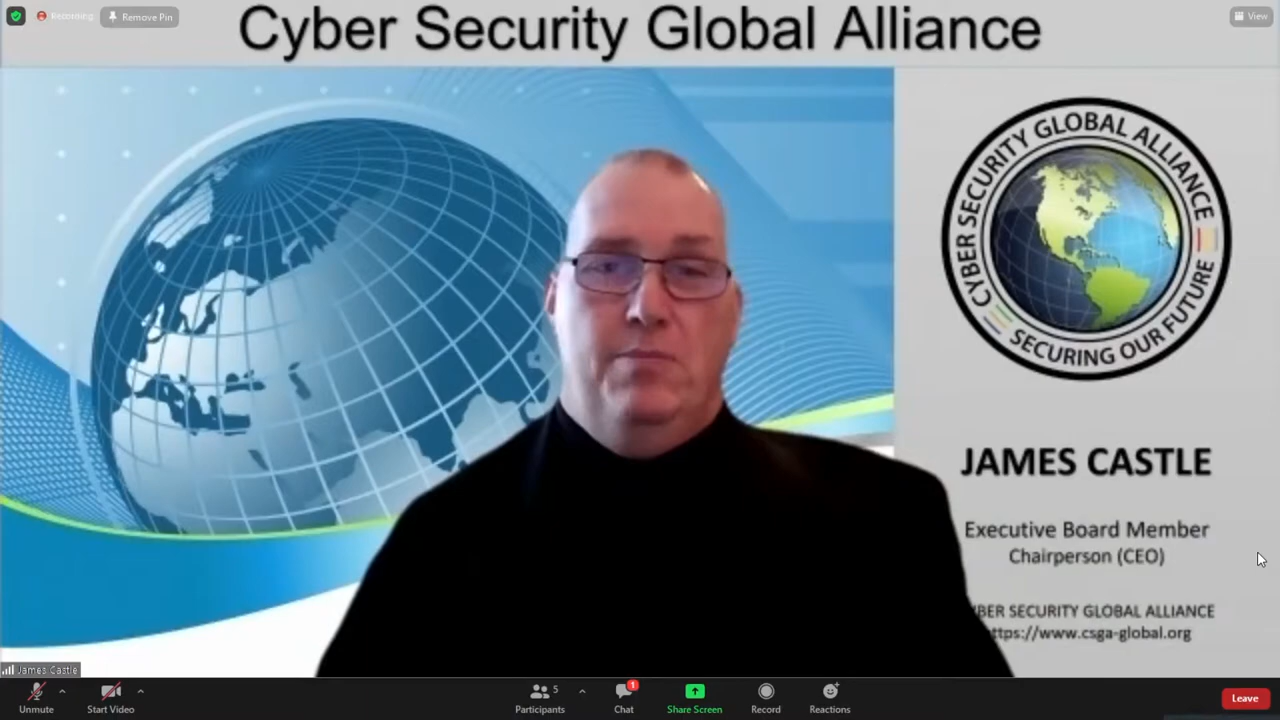 Cyber Security Global Alliance
Recording
Remove Pin
View
CYBER SECURITY GLOBAL ALLIANCE
SECURING OUR FUTURE
JAMES CASTLE
Executive Board Member
Chairperson (CEO)
BER SECURITY GLOBAL ALLIANCE
ttps://www.csga-global.org
James Castle
Unmute
Start Video
5
Participants
1
Chat
Share Screen
Record
Reactions
Leave